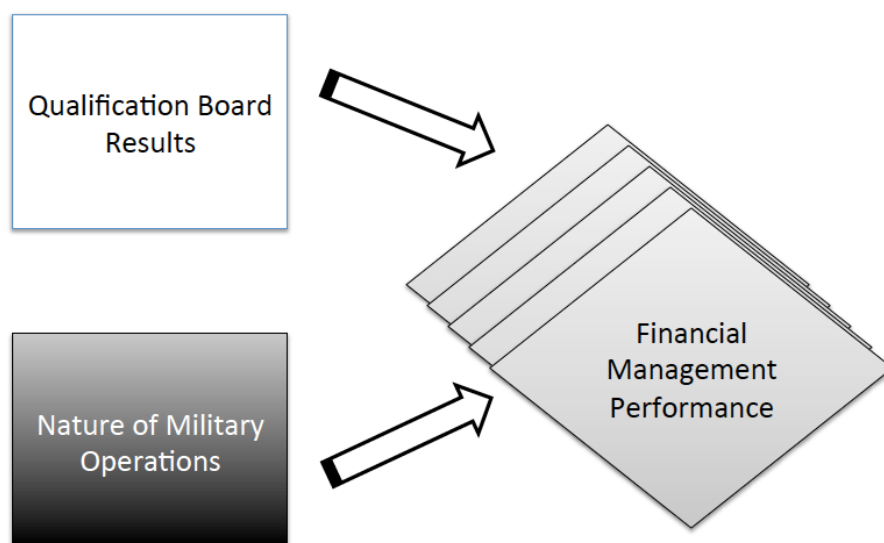 Qualification Board
Results
Nature of Military
Operations
Financial
Management
Performance